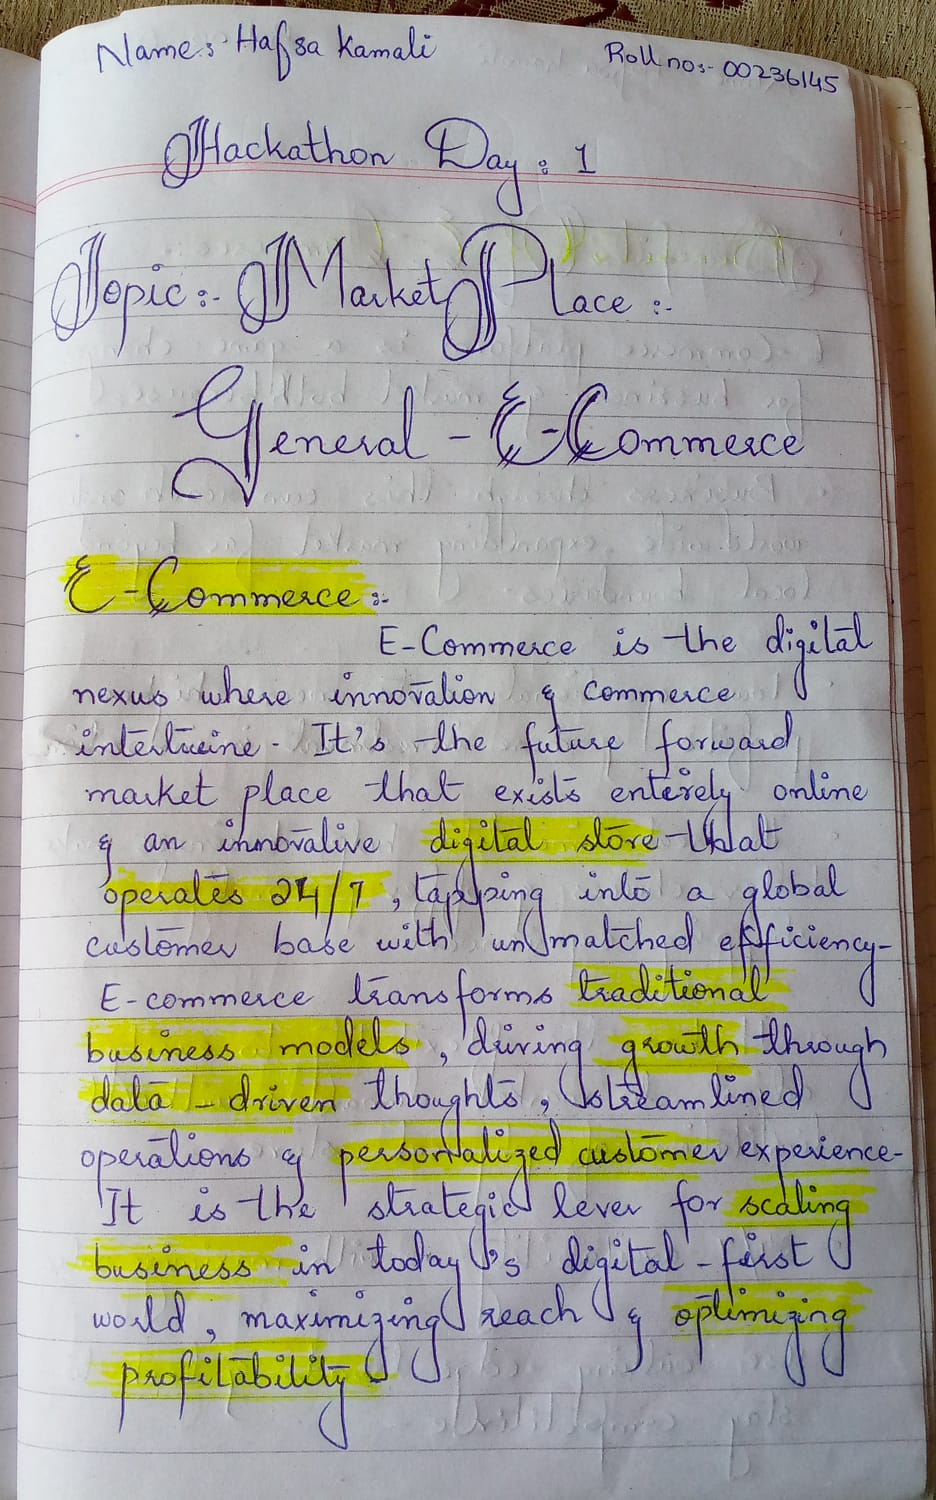 Name:- Hafsa Kamali Roll no:- 00236145
Hackathon Day: 1
Topic:- Market Place:-
General - E-Commerce
E-Commerce:-
E-Commerce is the digital
nexus where innovation & commerce
intertwine. It's the future forward
market place that exists entirely online
& an innovative digital store that
operates 24/7, tapping into a global
customer base with unmatched efficiency.
E-commerce transforms traditional
business models, driving growth through
data-driven thoughts, streamlined
operations & personalized customer experience.
It is the strategic lever for scaling
business in today's digital-first
world, maximizing reach & optimizing
profitability